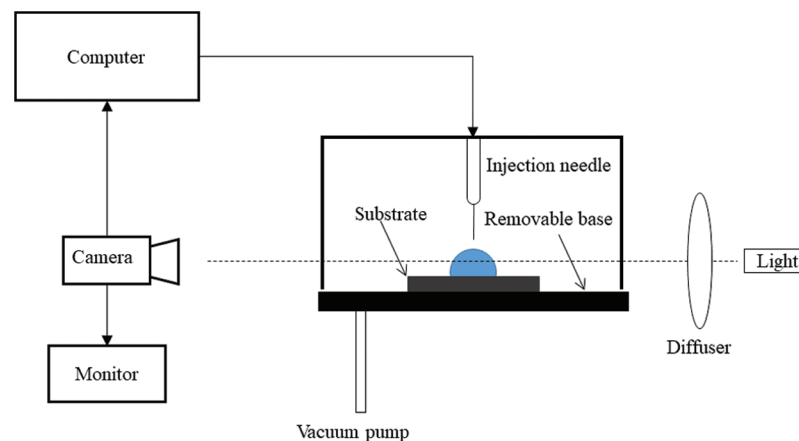 Computer
Injection needle
Substrate
Removable base
Camera
Light
Diffuser
Monitor
Vacuum pump